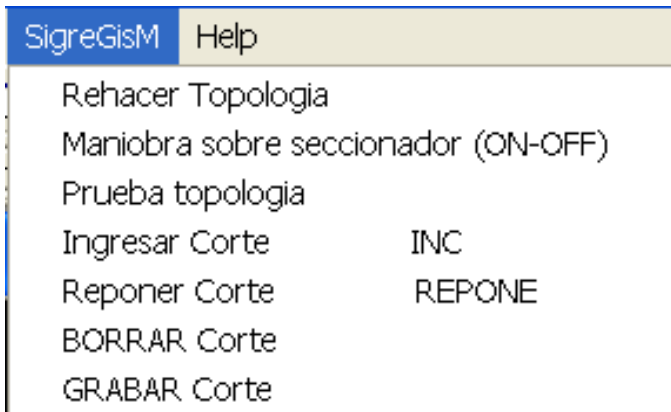 SigreGisM Help
Rehacer Topologia
Maniobra sobre seccionador (ON-OFF)
Prueba topologia
Ingresar Corte INC
Reponer Corte REPONE
BORRAR Corte
GRABAR Corte